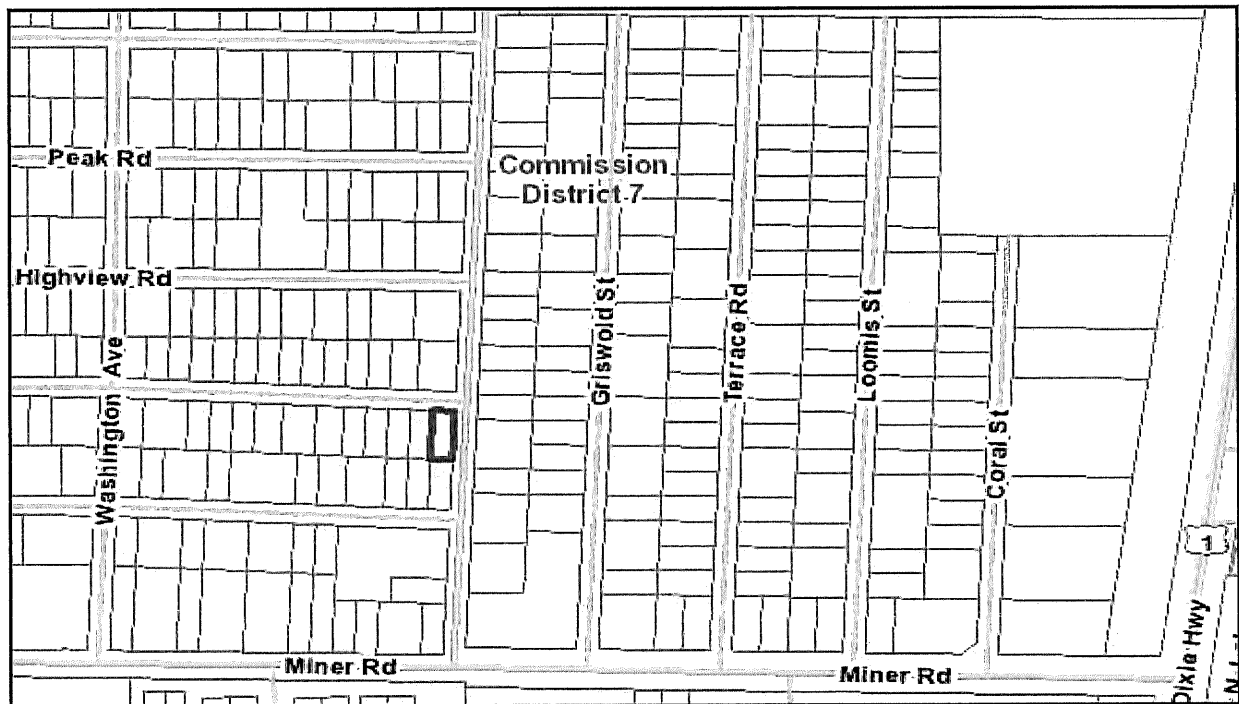 Peak Rd
Commission
District 7
Highview Rd
Washington Ave
Griswold St
Terrace Rd
Loomis St
Coral St
1
Dixie Hwy
Miner Rd
Miner Rd